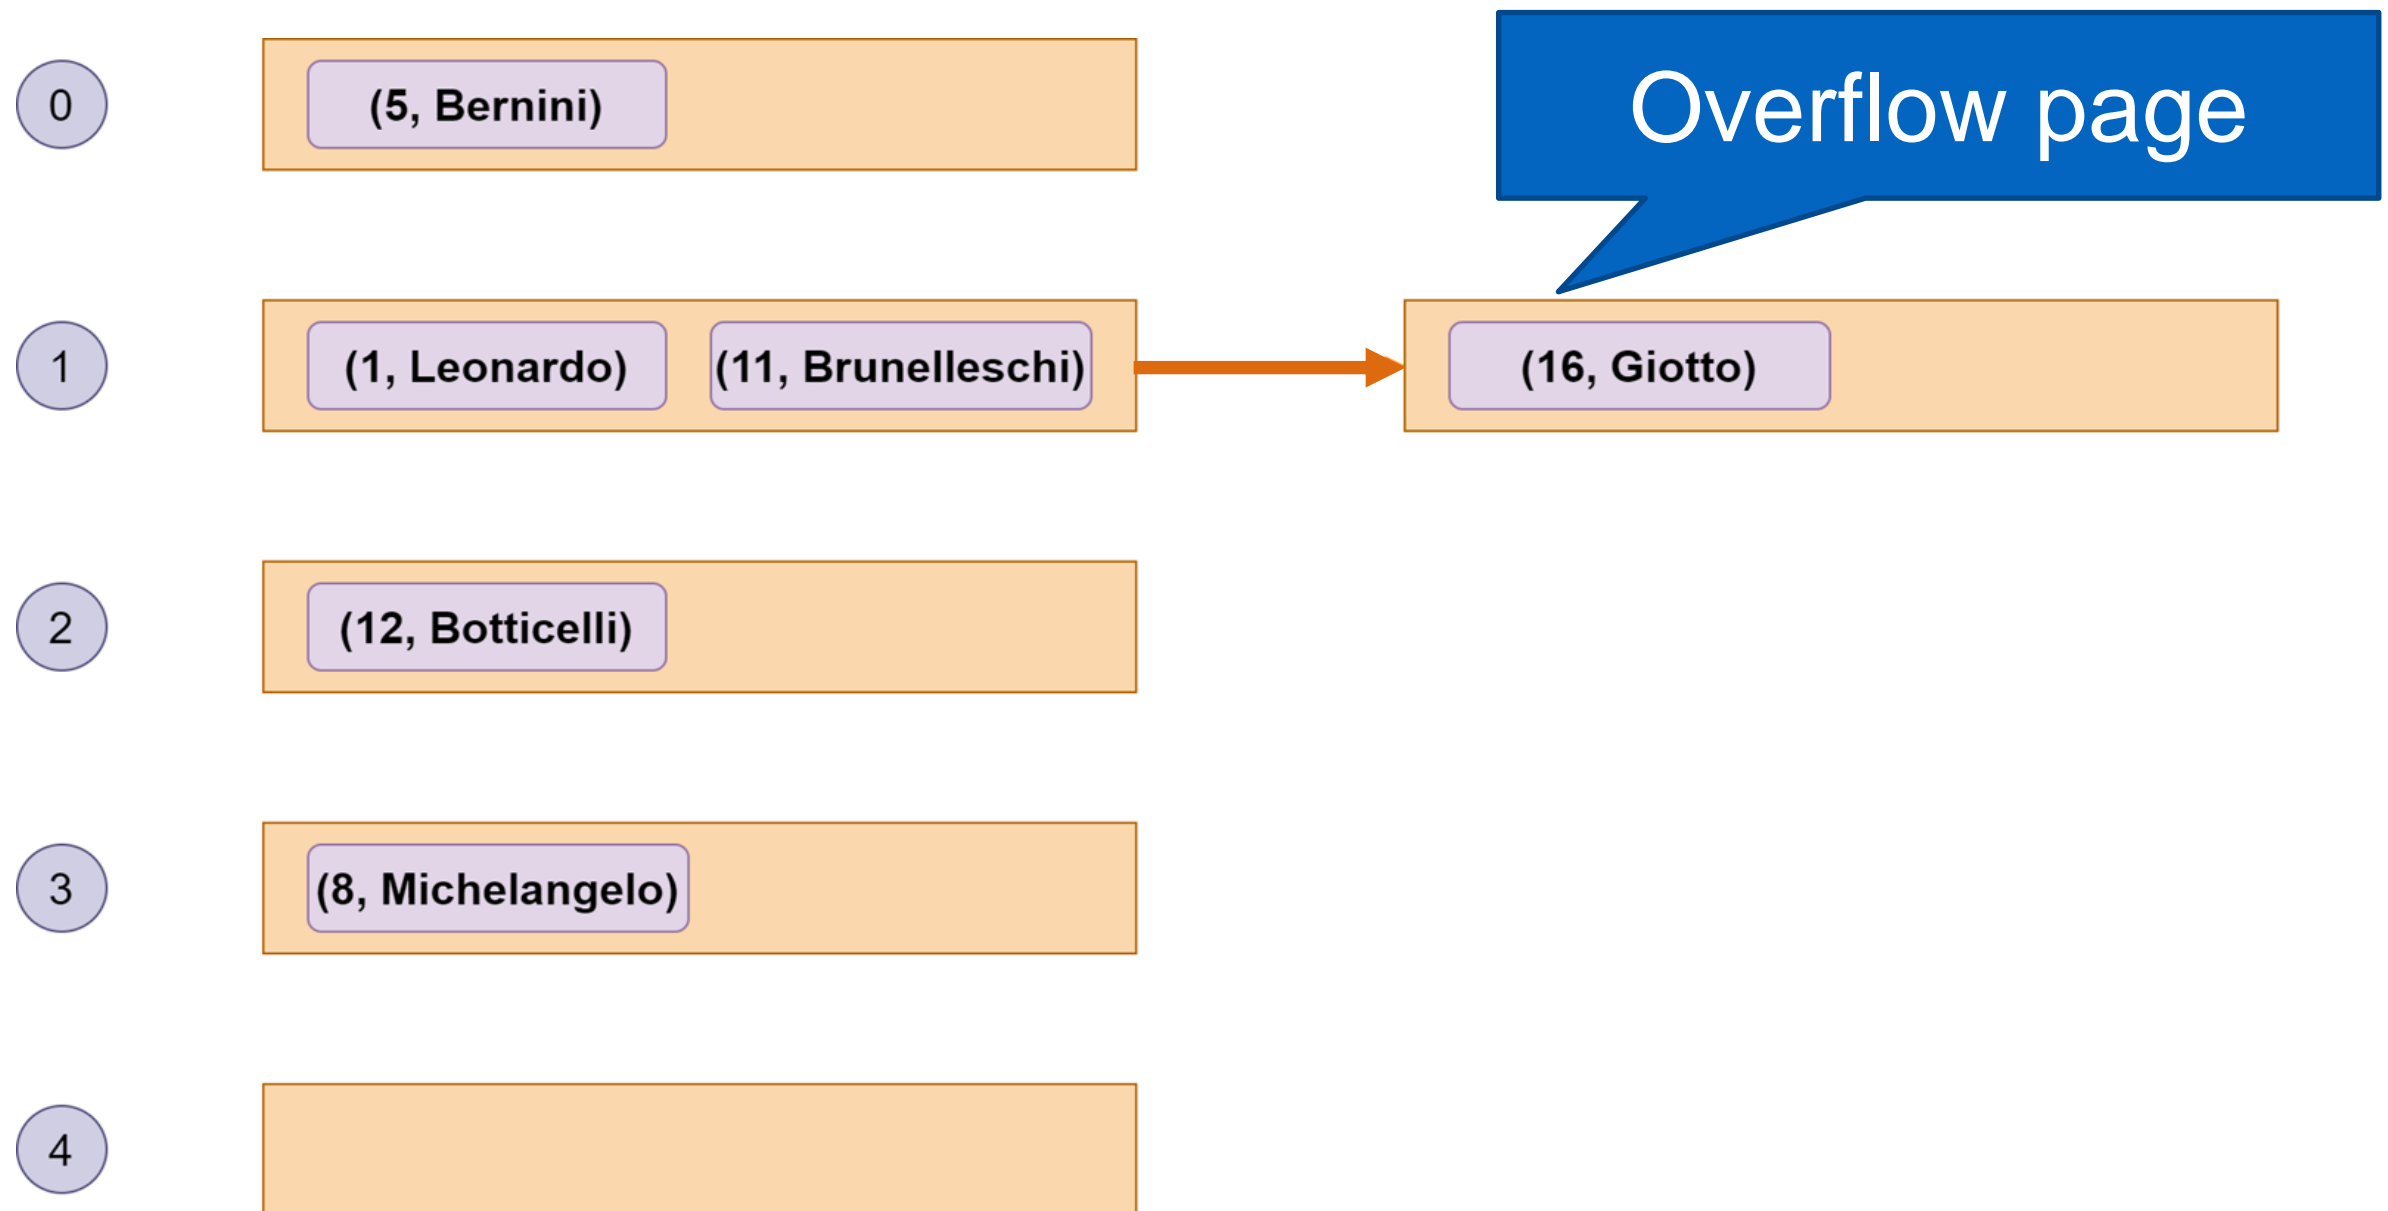 0
(5, Bernini)
Overflow page
1
(1, Leonardo)
(11, Brunelleschi)
(16, Giotto)
2
(12, Botticelli)
3
(8, Michelangelo)
4